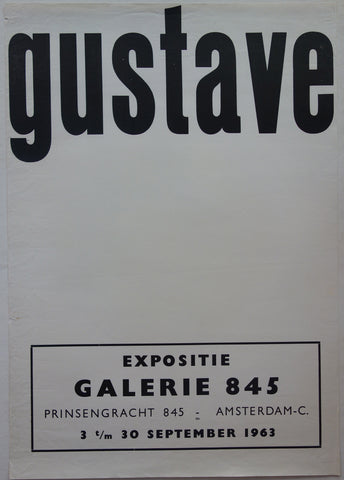 gustave
EXPOSITIE
GALERIE 845
PRINSENGRACHT 845 - AMSTERDAM-C.
3 t/m 30 SEPTEMBER 1963